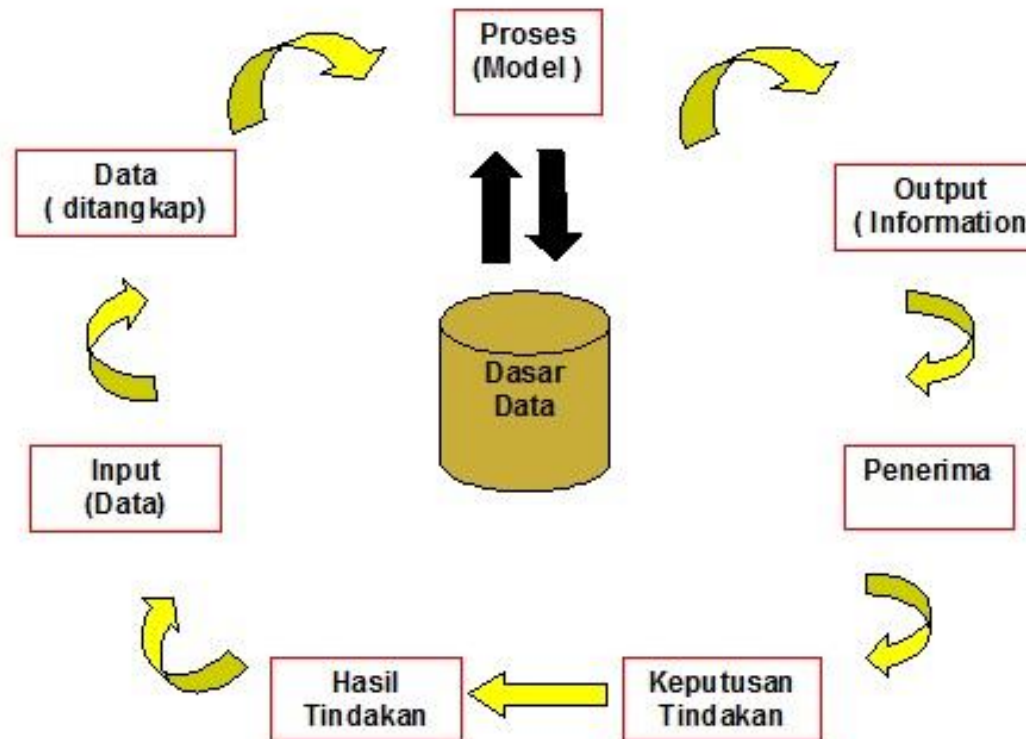 Proses
(Model )
Data
( ditangkap)
Output
( Information
Dasar
Data
Input
(Data)
Penerima
Hasil
Tindakan
Keputusan
Tindakan